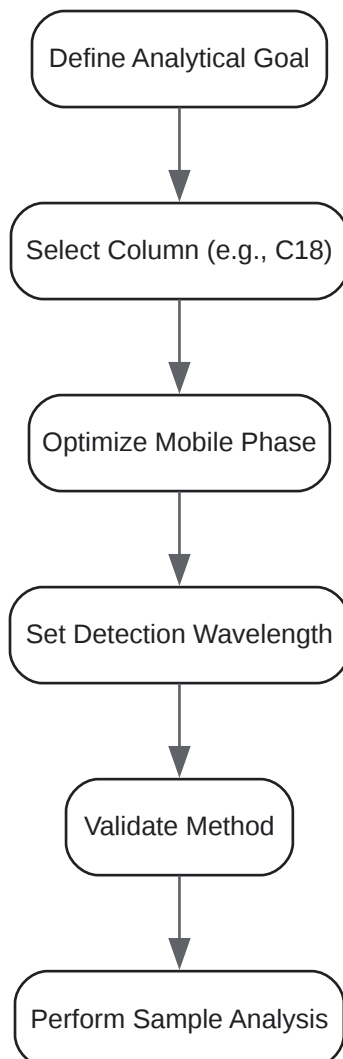 Define Analytical Goal
Select Column (e.g., C18)
Optimize Mobile Phase
Set Detection Wavelength
Validate Method
Perform Sample Analysis